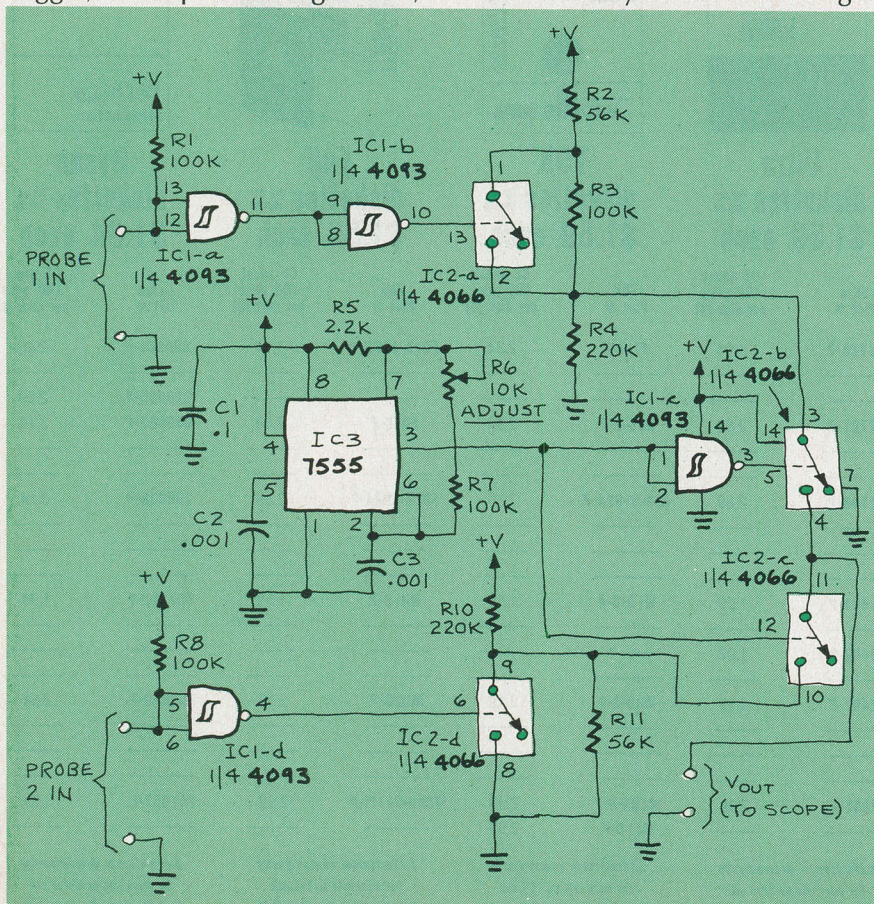 +V
R1
100K
13
12
11
IC1-a
1/4 4093
PROBE
1 IN
IC1-b
1/4 4093
9
8
10
+V
R2
56K
1
13
2
IC2-a
1/4 4066
R3
100K
R4
220K
+V
R5
2.2K
8
7
R6
10K
ADJUST
C1
.1
4
IC3
7555
3
5
6
1
2
C2
.001
R7
100K
C3
.001
+V
IC1-c
1/4 4093
14
1
2
3
IC2-b
1/4 4066
14
3
5
7
4
IC2-c
1/4 4066
11
12
10
+V
R8
100K
5
6
4
IC1-d
1/4 4093
PROBE
2 IN
+V
R10
220K
9
6
8
IC2-d
1/4 4066
R11
56K
VOUT
(TO SCOPE)